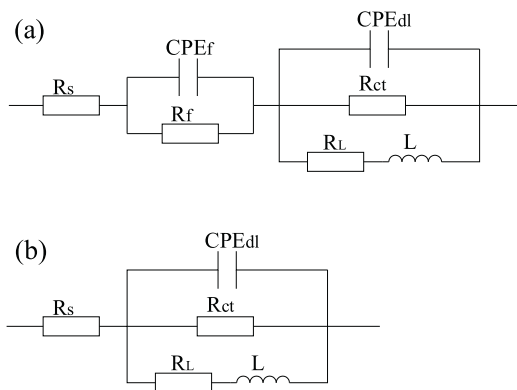 (a)
CPEdl
CPEf
Rs
Rct
Rf
RL L
(b)
CPEdl
Rs
Rct
RL L